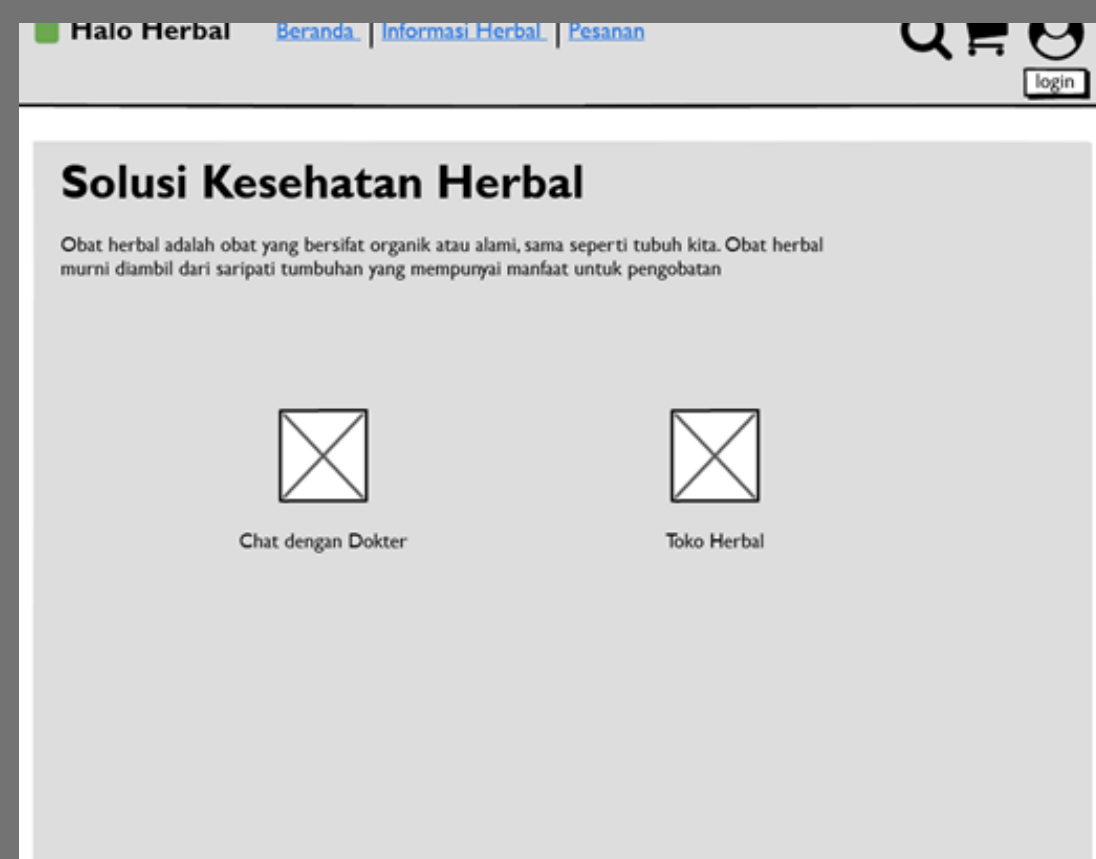 Halo Herbal Beranda Informasi Herbal Pesanan
login
Solusi Kesehatan Herbal
Obat herbal adalah obat yang bersifat organik atau alami, sama seperti tubuh kita. Obat herbal
murni diambil dari saripati tumbuhan yang mempunyai manfaat untuk pengobatan
Chat dengan Dokter Toko Herbal